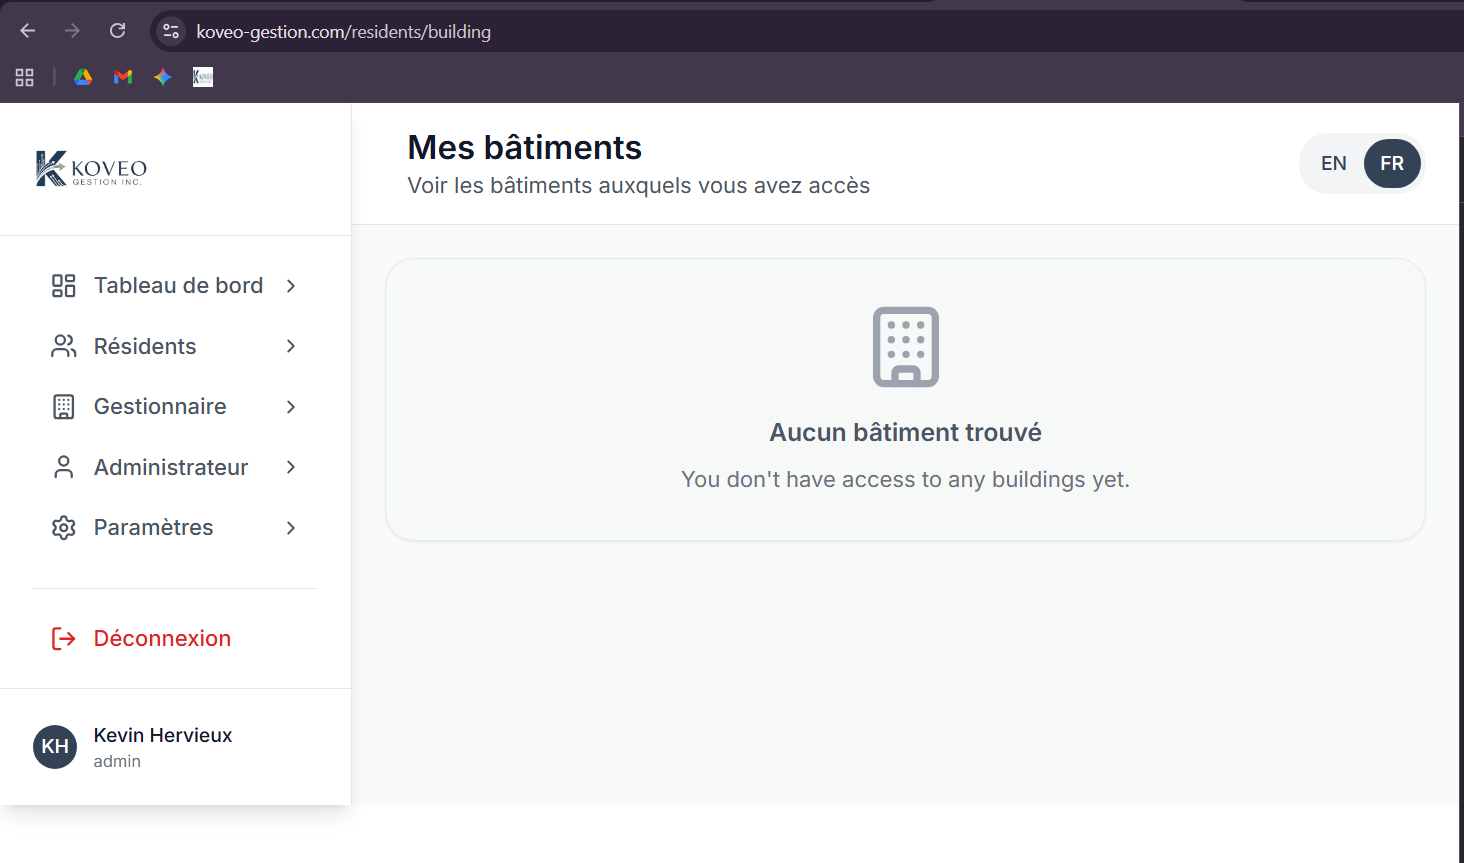 koveo-gestion.com/residents/building
KOVEO
GESTION INC.
Mes bâtiments
Voir les bâtiments auxquels vous avez accès
EN
FR
Tableau de bord
Résidents
Gestionnaire
Administrateur
Paramètres
Déconnexion
KH
Kevin Hervieux
admin
Aucun bâtiment trouvé
You don't have access to any buildings yet.